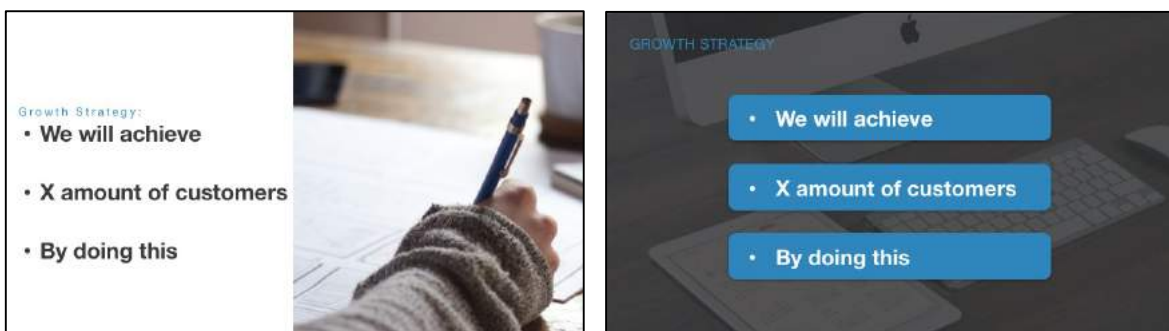 Growth Strategy:
• We will achieve
• X amount of customers
• By doing this
GROWTH STRATEGY
• We will achieve
• X amount of customers
• By doing this